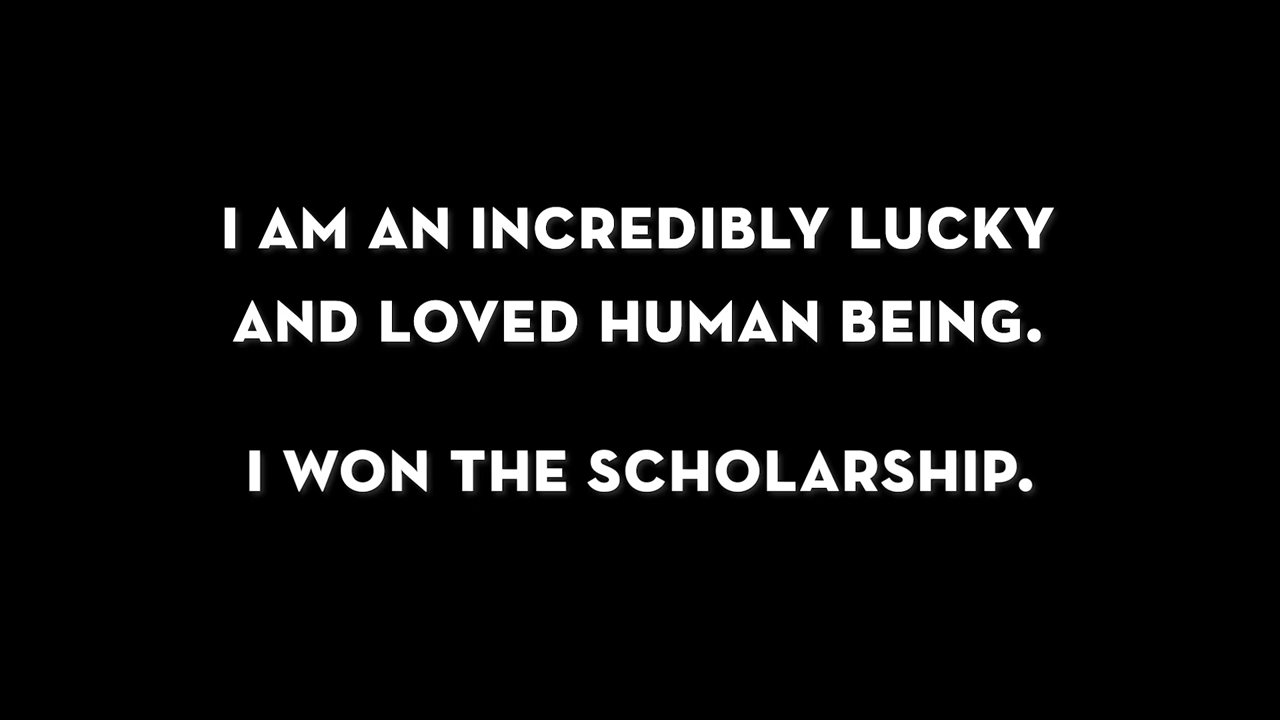 I AM AN INCREDIBLY LUCKY
AND LOVED HUMAN BEING.
I WON THE SCHOLARSHIP.